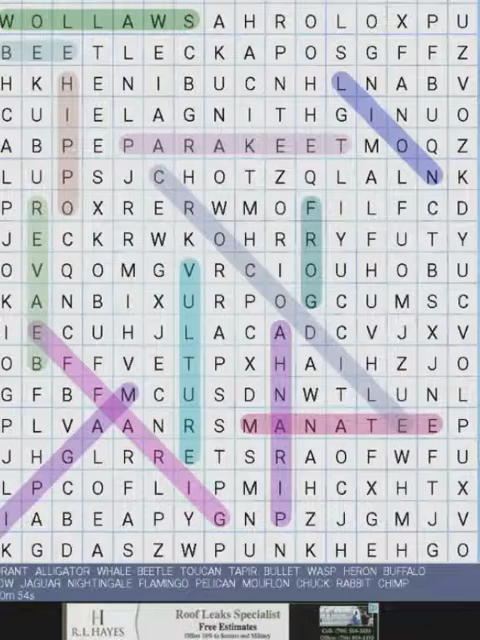 W O L L A W S A H R O L O X P U
B E E T L E C K A P O S G F F Z
H K H E N I B U C N H L N A B V
C U I E L A G N I T H G I N U O
A B P E P A R A K E E T M O Q Z
L U P S J C H O T Z Q L A L N K
P R O X R E R W M O F I L F C D
J E C K R W K O H R R Y F U T Y
O V Q O M G V R C I O U H O B U
K A N B I X U R P O G C U M S C
I E C U H J L A C A D C V J X V
O B F F V E T P X H A I H Z J O
G F B F M C U S D N W T L U N L
P L V A A N R S M A N A T E E P
J H G L R R E T S R A O F W F U
L P C O F L I P M I H C X H T X
I A B E A P Y G N P Z J G M J V
K G D A S Z W P U N K H E H G O
RANT ALLIGATOR WHALE BEETLE TOUCAN TAPIR BULLET WASP HERON BUFFALO
OW JAGUAR NIGHTINGALE FLAMINGO PELICAN MOUFLON CHUCK RABBIT CHIMP
0m 54s
R.L HAYES
Roof Leaks Specialist
Free Estimates